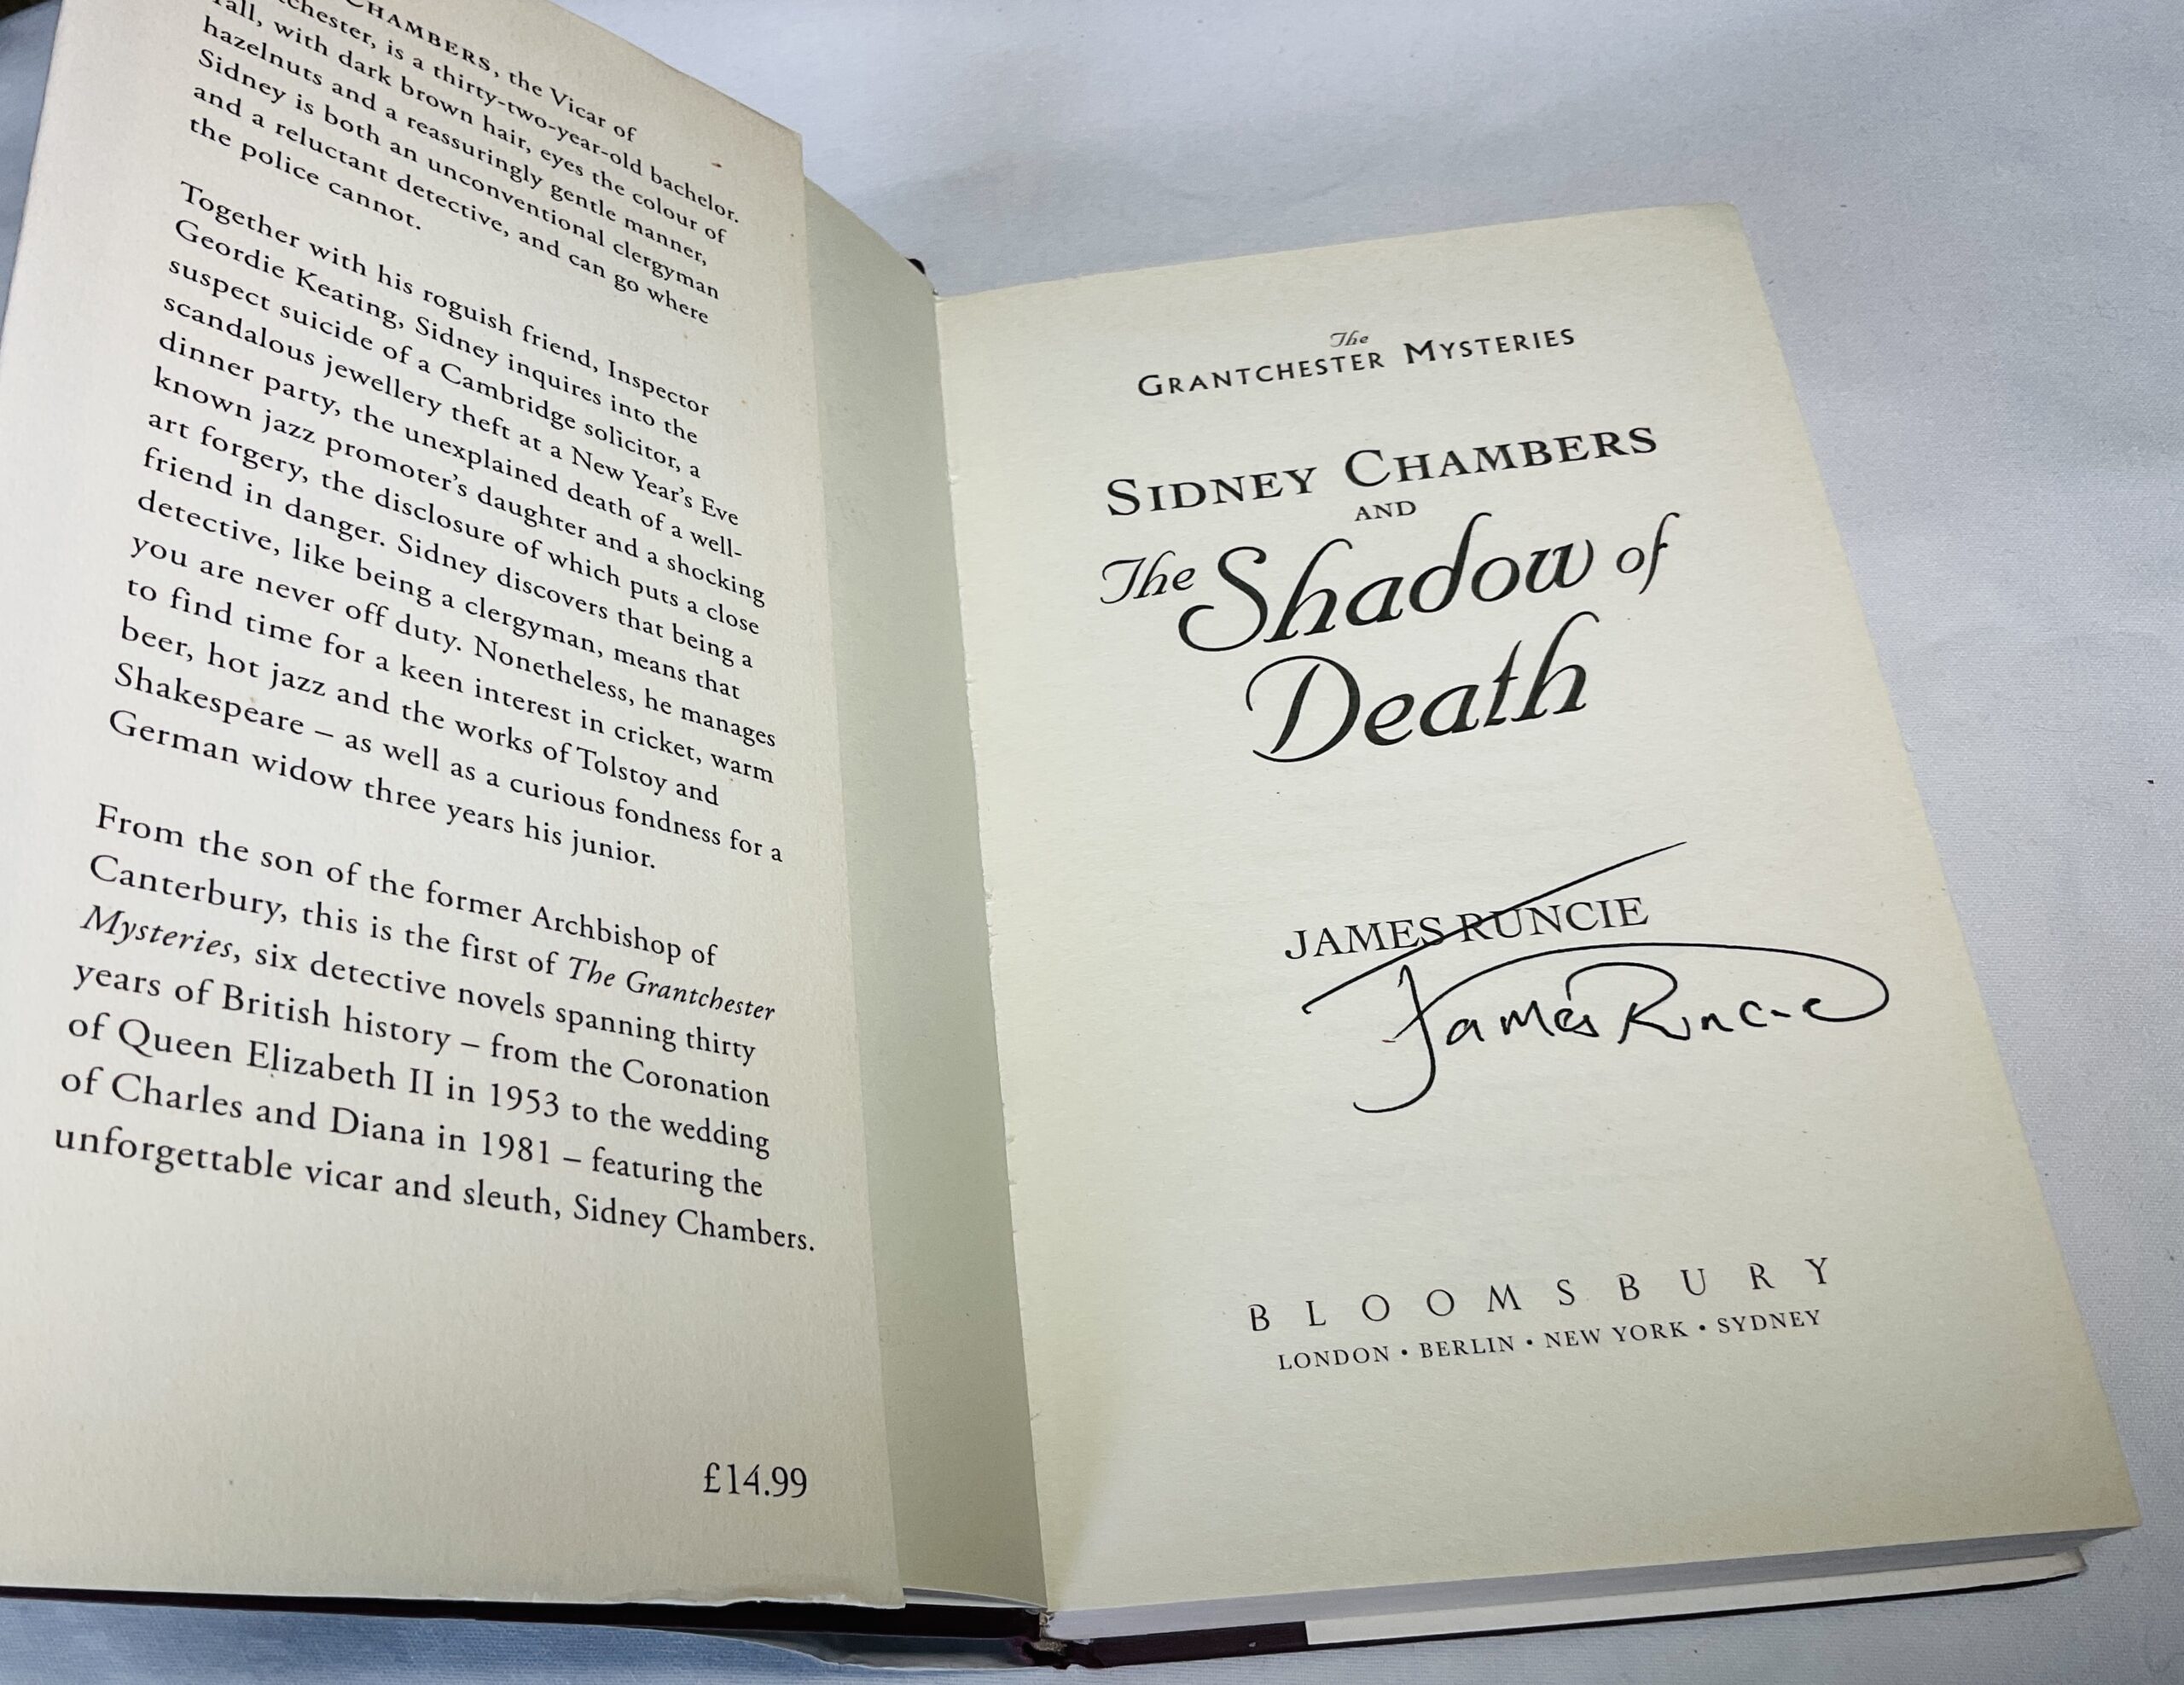 CHAMBERS, the Vicar of
chester, is a thirty-two-year-old bachelor.
Tall, with dark brown hair, eyes the colour of
hazelnuts and a reassuringly gentle manner,
Sidney is both an unconventional clergyman
and a reluctant detective, and can go where
the police cannot.
Together with his roguish friend, Inspector
Geordie Keating, Sidney inquires into the
suspect suicide of a Cambridge solicitor, a
scandalous jewellery theft at a New Year's Eve
dinner party, the unexplained death of a well-
known jazz promoter's daughter and a shocking
art forgery, the disclosure of which puts a close
friend in danger. Sidney discovers that being a
detective, like being a clergyman, means that
you are never off duty. Nonetheless, he manages
to find time for a keen interest in cricket, warm
beer, hot jazz and the works of Tolstoy and
Shakespeare – as well as a curious fondness for a
German widow three years his junior.
From the son of the former Archbishop of
Canterbury, this is the first of The Grantchester
Mysteries, six detective novels spanning thirty
years of British history – from the Coronation
of Queen Elizabeth II in 1953 to the wedding
of Charles and Diana in 1981 – featuring the
unforgettable vicar and sleuth, Sidney Chambers.
£14.99
The
GRANTCHESTER MYSTERIES
SIDNEY CHAMBERS
AND
The Shadow of
Death
JAMES RUNCIE
James Runcie
BLOOMSBURY
LONDON • BERLIN • NEW YORK • SYDNEY